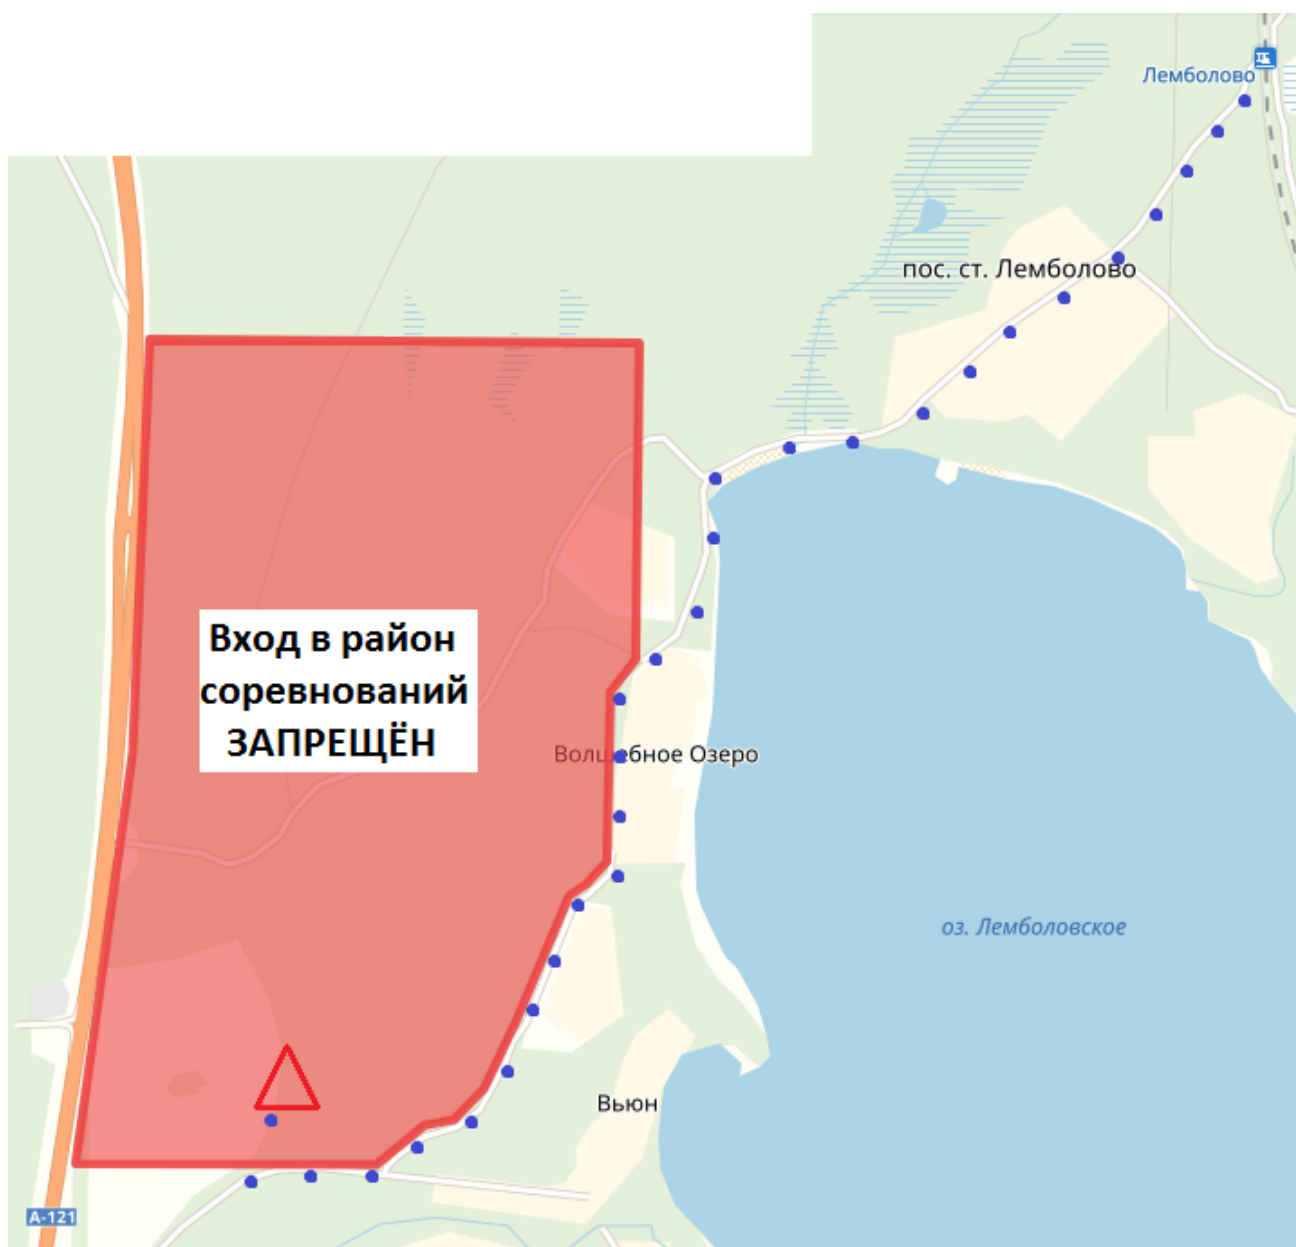 Лемболово
пос. ст. Лемболово
Вход в район
соревнований
ЗАПРЕЩЁН
Волшебное Озеро
оз. Лемболовское
Вьюн
А-121